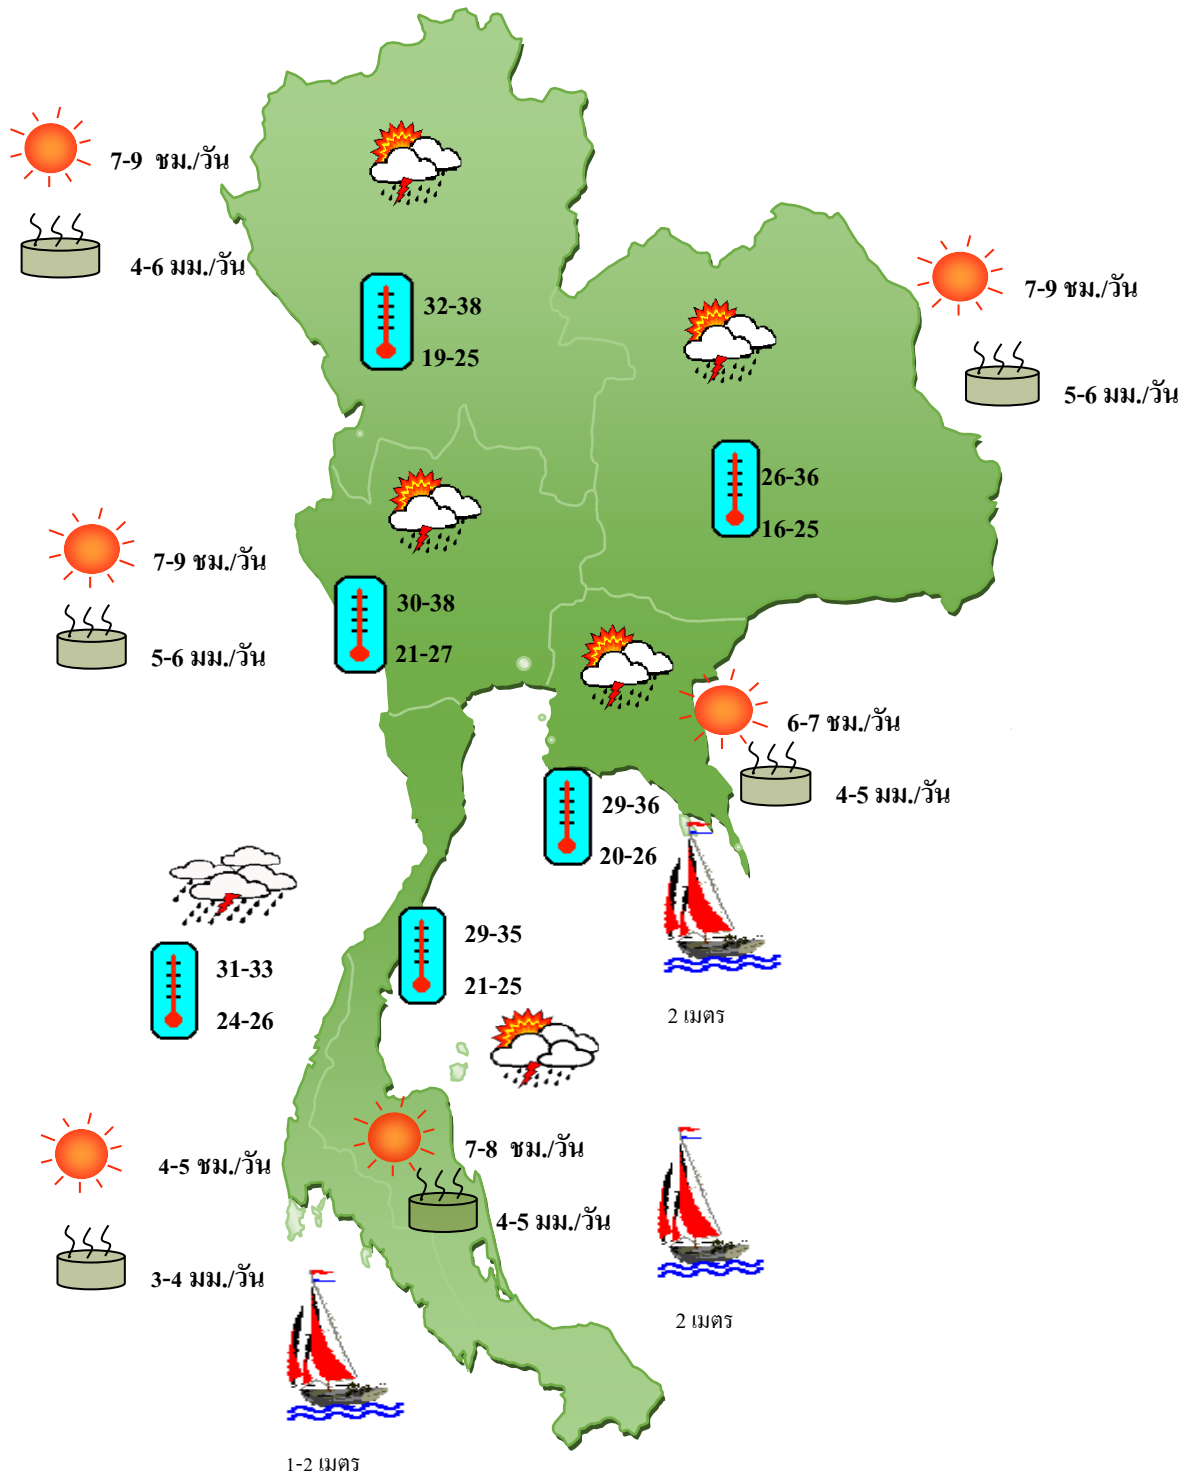 7-9 ชม./วัน
4-6 มม./วัน
32-38
19-25
7-9 ชม./วัน
5-6 มม./วัน
26-36
16-25
7-9 ชม./วัน
5-6 มม./วัน
30-38
21-27
6-7 ชม./วัน
4-5 มม./วัน
29-36
20-26
2 เมตร
29-35
21-25
31-33
24-26
4-5 ชม./วัน
3-4 มม./วัน
7-8 ชม./วัน
4-5 มม./วัน
2 เมตร
1-2 เมตร